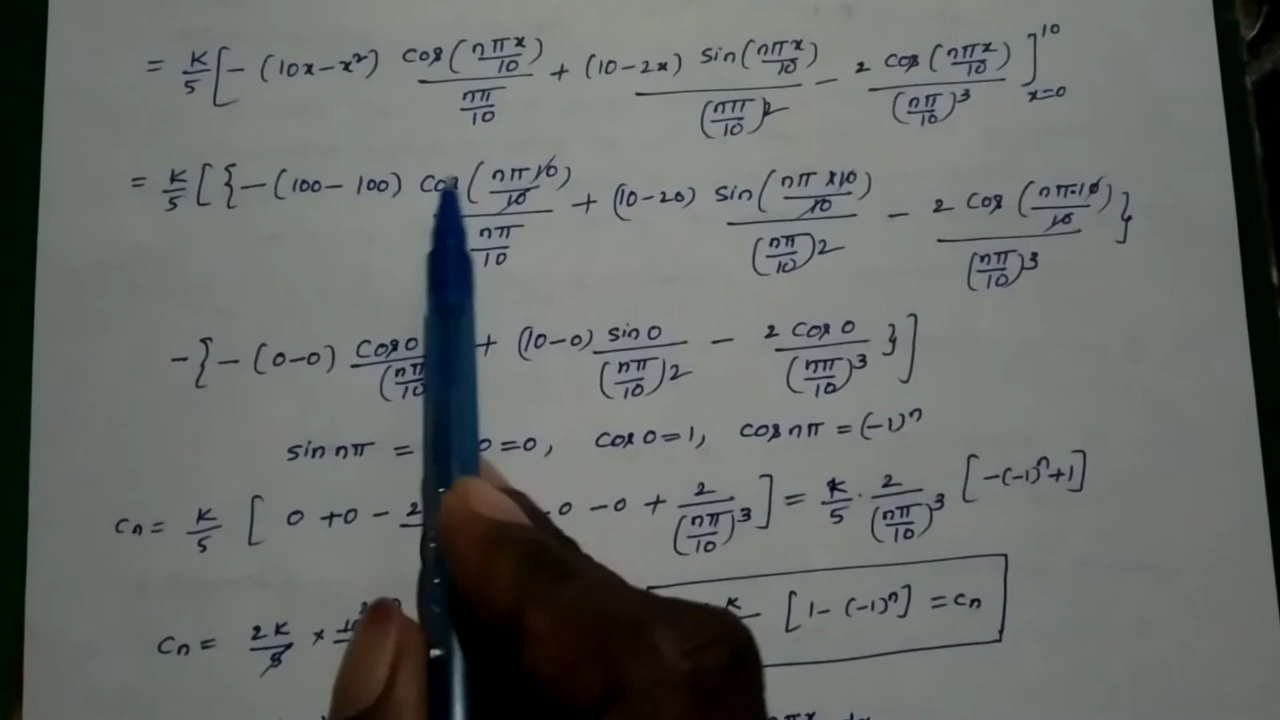 = K/5 [ - (10x - x²) cos(nπx/10) / (nπ/10) + (10 - 2x) sin(nπx/10) / (nπ/10)² - 2 cos(nπx/10) / (nπ/10)³ ]¹⁰ₓ₌₀
= K/5 [ { - (100 - 100) cos(nπ10/10) / (nπ/10) + (10 - 20) sin(nπ×10/10) / (nπ/10)² - 2 cos(nπ·10/10) / (nπ/10)³ }
- { - (0-0) cos 0 / (nπ/10 + (10-0) sin 0 / (nπ/10)² - 2 cos 0 / (nπ/10)³ } ]
sin nπ = 0 = 0, cos 0 = 1, cos nπ = (-1)ⁿ
Cn = K/5 [ 0 + 0 - 2 0 - 0 + 2 / (nπ/10)³ ] = K/5 · 2 / (nπ/10)³ [ -(-1)ⁿ + 1 ]
Cn = 2K/5 × K [ 1 - (-1)ⁿ ] = Cn